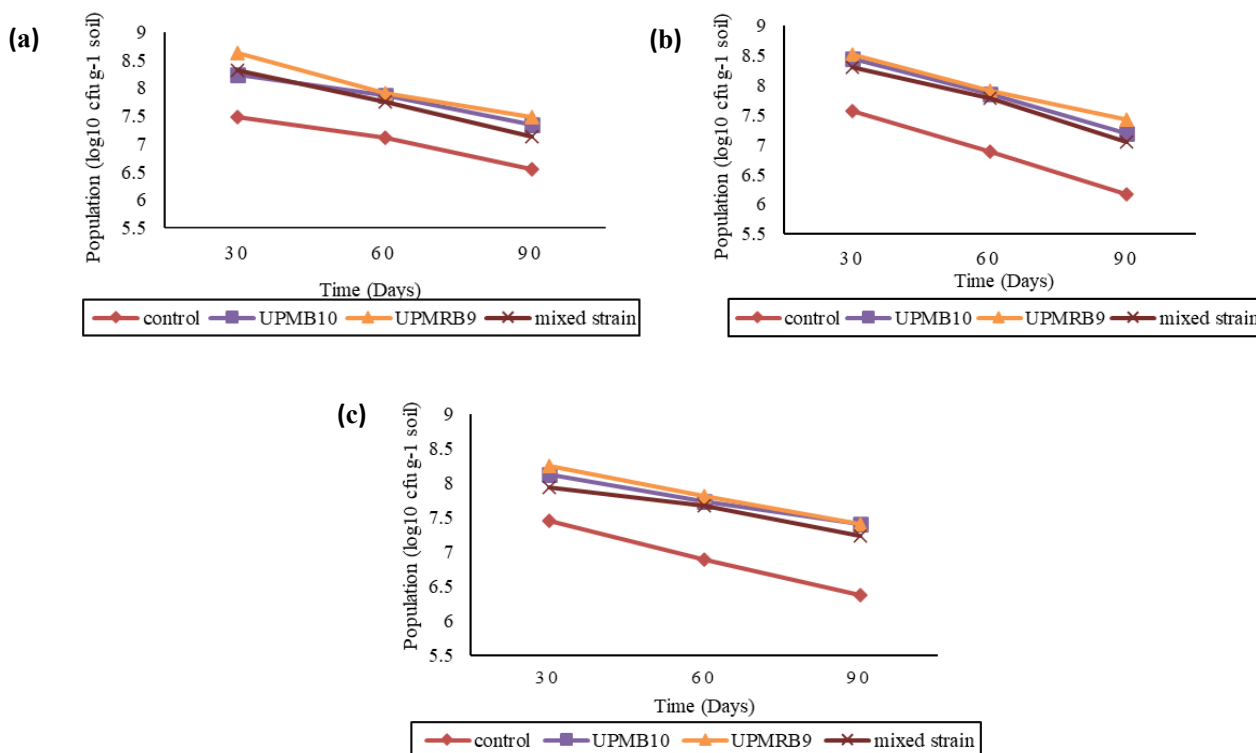 (a)
Population (log10 cfu g-1 soil)
9
8.5
8
7.5
7
6.5
6
5.5
30 60 90
Time (Days)
control UPMB10 UPMRB9 mixed strain
(b)
Population (log10 cfu g-1 soil)
9
8.5
8
7.5
7
6.5
6
5.5
30 60 90
Time (Days)
control UPMB10 UPMRB9 mixed strain
(c)
Population (log10 cfu g-1 soil)
9
8.5
8
7.5
7
6.5
6
5.5
30 60 90
Time (Days)
control UPMB10 UPMRB9 mixed strain